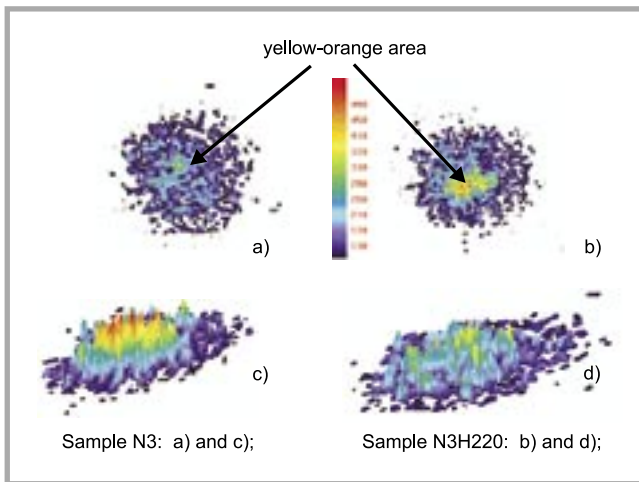 yellow-orange area
a)
b)
c)
d)
Sample N3: a) and c);
Sample N3H220: b) and d);